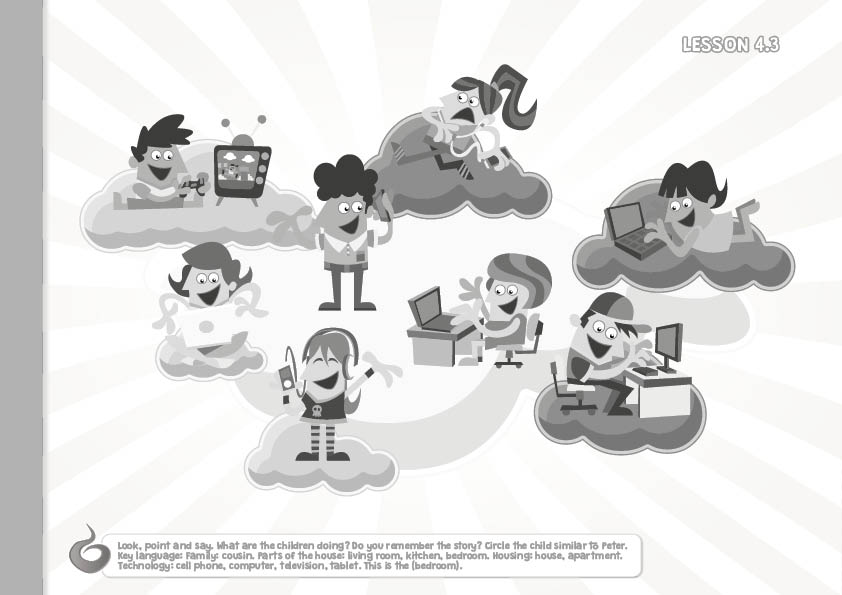 LESSON 4.3
Look, point and say. What are the children doing? Do you remember the story? Circle the child similar to Peter.
Key language: Family: cousin. Parts of the house: living room, kitchen, bedroom. Housing: house, apartment.
Technology: cell phone, computer, television, tablet. This is the (bedroom).